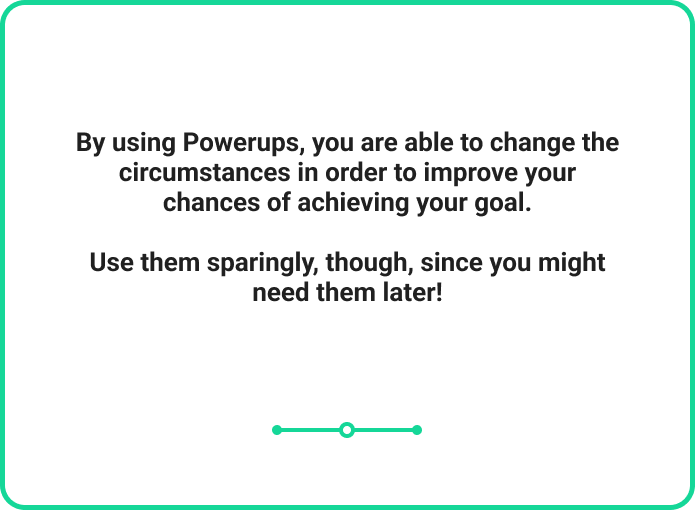 By using Powerups, you are able to change the
circumstances in order to improve your
chances of achieving your goal.
Use them sparingly, though, since you might
need them later!